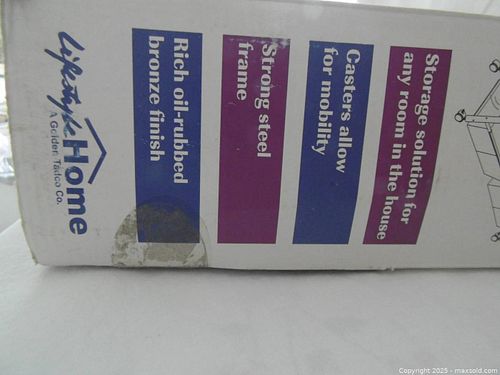 Lifestyle Home
A Golden Tadco Co.
Rich oil-rubbed
bronze finish
Strong steel
frame
Casters allow
for mobility
Storage solution for
any room in the house
Copyright 2025 - maxsold.com